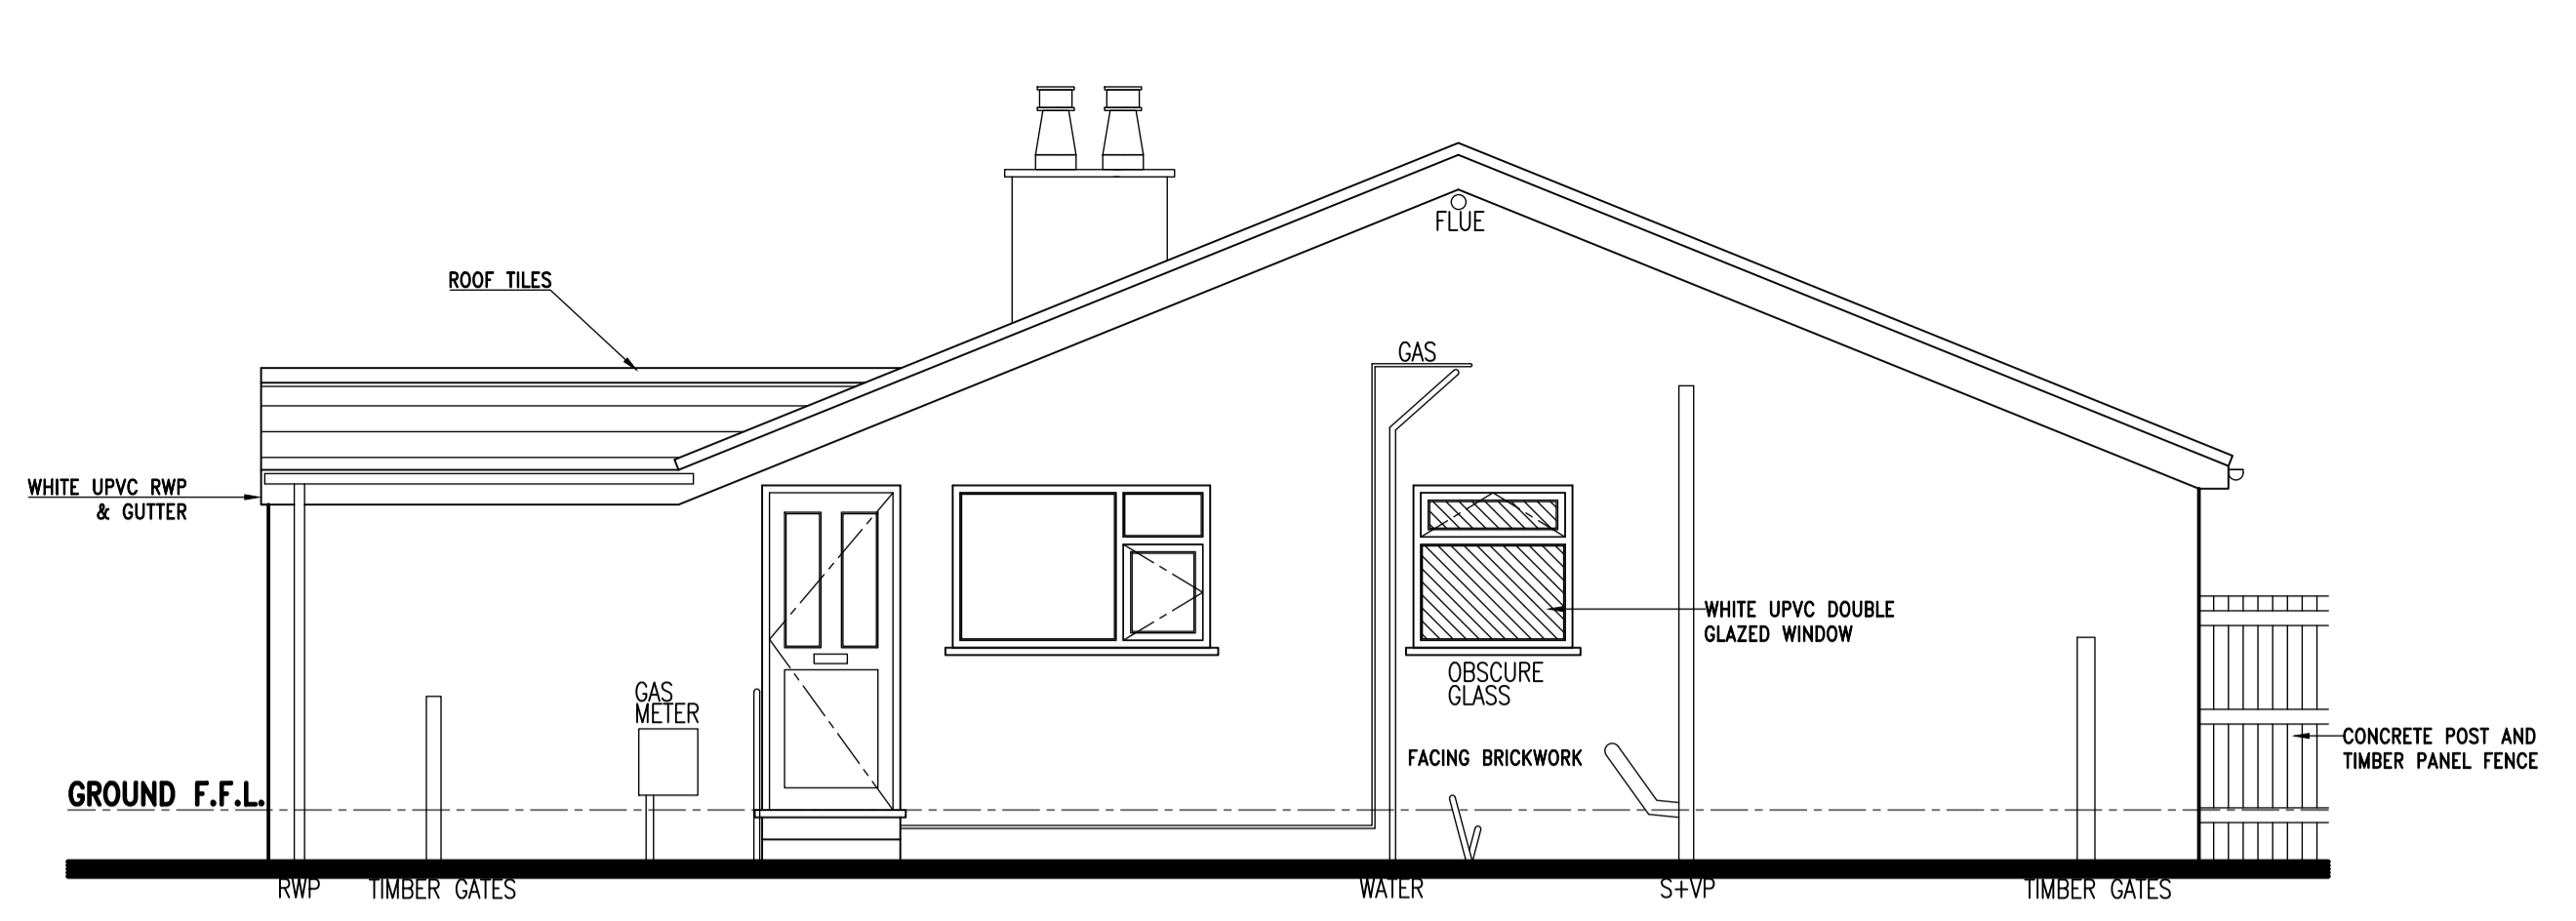 FLUE
ROOF TILES
GAS
WHITE UPVC RWP
& GUTTER
WHITE UPVC DOUBLE
GLAZED WINDOW
OBSCURE
GLASS
GAS
METER
FACING BRICKWORK
CONCRETE POST AND
TIMBER PANEL FENCE
GROUND F.F.L.
RWP
TIMBER GATES
WATER
S+VP
TIMBER GATES